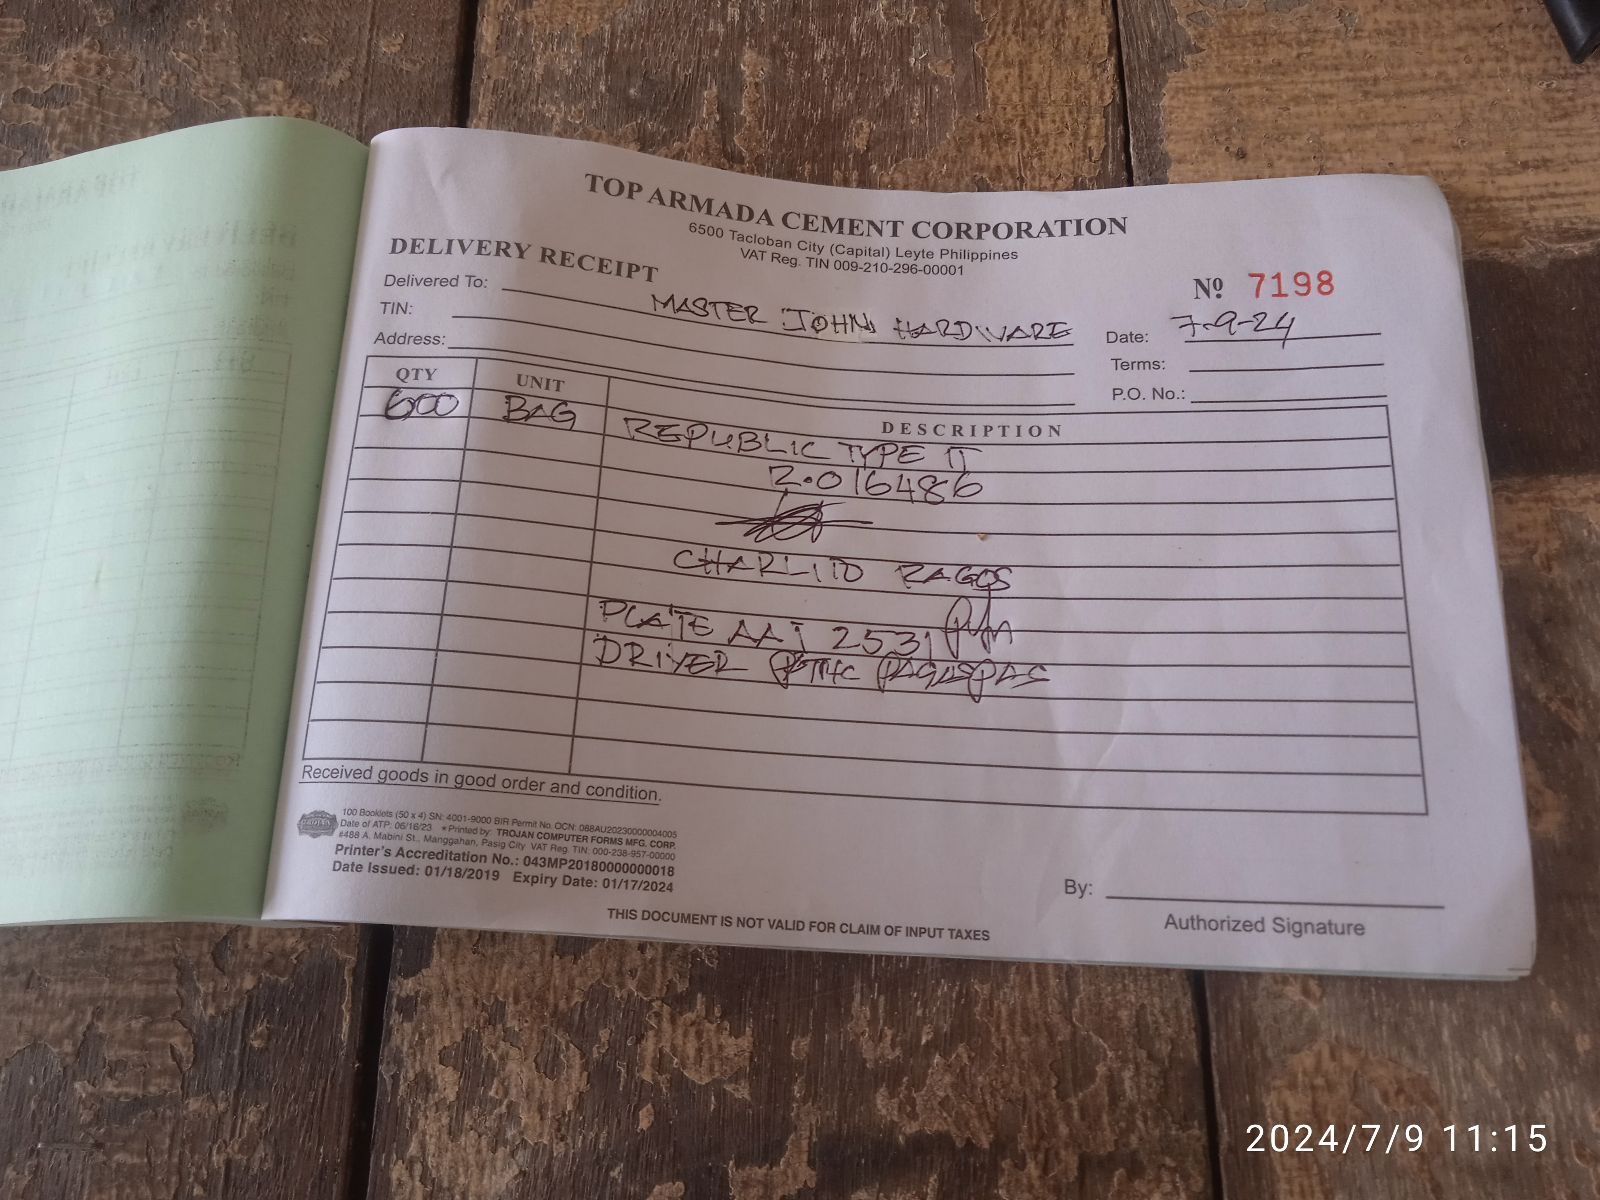 TOP ARMADA CEMENT CORPORATION
6500 Tacloban City (Capital) Leyte Philippines
VAT Reg. TIN 009-210-296-00001
DELIVERY RECEIPT
Nº 7198
Delivered To: MASTER JOHN HARDWARE
Date: 7-9-24
TIN:
Terms:
Address:
P.O. No.:
QTY UNIT DESCRIPTION
600 BAG REPUBLIC TYPE 1T
2.016486
CHARLITO RAGOS
PLATE AAJ 2531
DRIVER
Received goods in good order and condition.
100 Booklets (50 x 4) SN: 4001-9000 BIR Permit No. OCN: 088AU20230000004005
Date of ATP: 06/16/23 *Printed by: TROJAN COMPUTER FORMS MFG. CORP.
#488 A. Mabini St., Manggahan, Pasig City VAT Reg. TIN: 000-238-957-00000
Printer's Accreditation No.: 043MP20180000000018
Date Issued: 01/18/2019 Expiry Date: 01/17/2024
By:
Authorized Signature
THIS DOCUMENT IS NOT VALID FOR CLAIM OF INPUT TAXES
2024/7/9 11:15